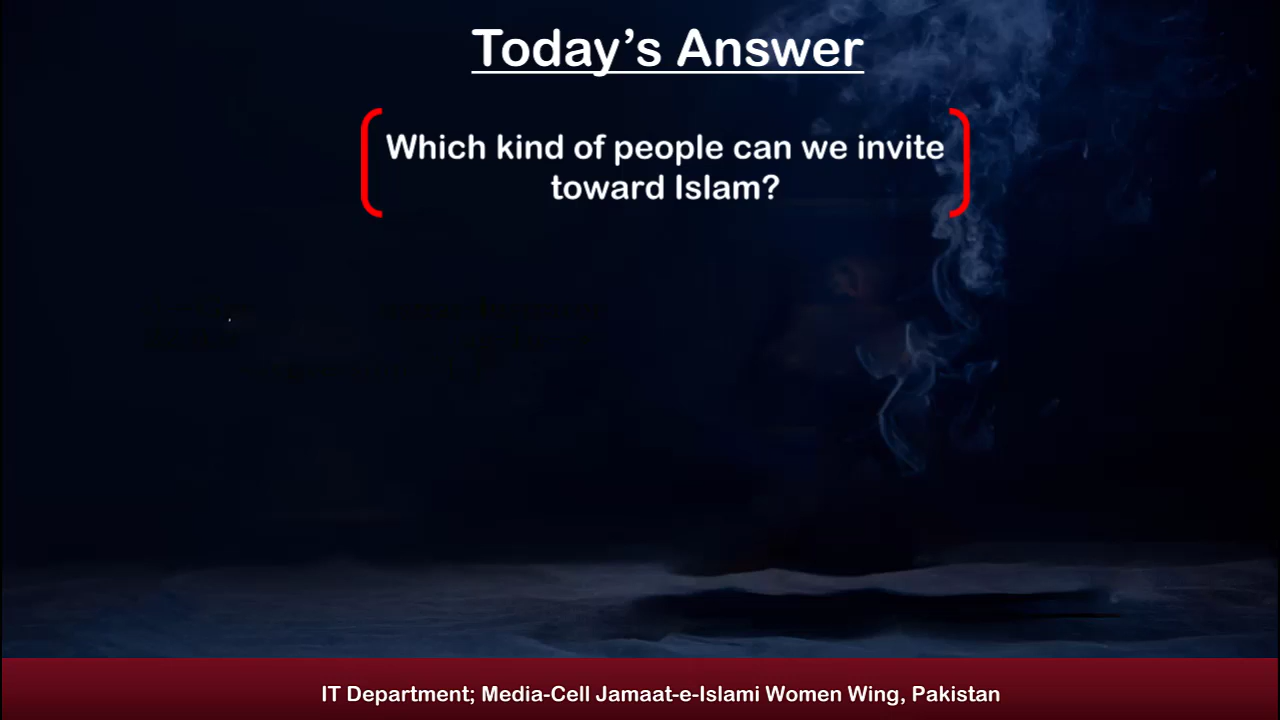 Today’s Answer
Which kind of people can we invite
toward Islam?
IT Department; Media-Cell Jamaat-e-Islami Women Wing, Pakistan